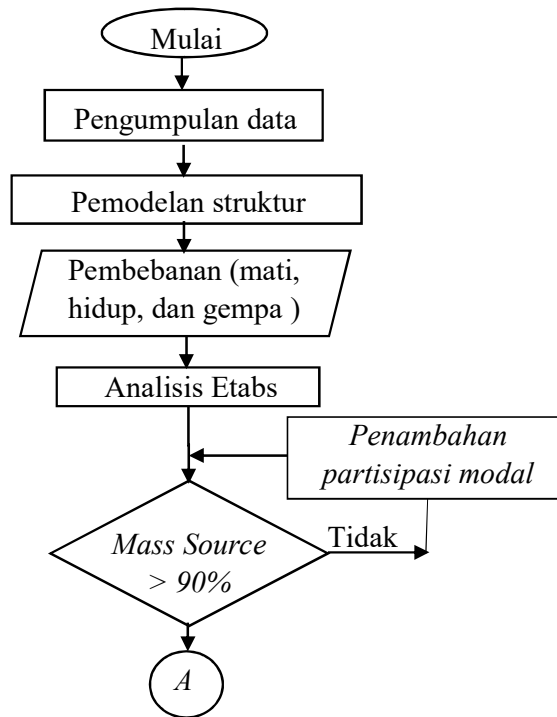 Mulai
Pengumpulan data
Pemodelan struktur
Pembebanan (mati,
hidup, dan gempa )
Analisis Etabs
Penambahan
partisipasi modal
Mass Source
> 90%
Tidak
A